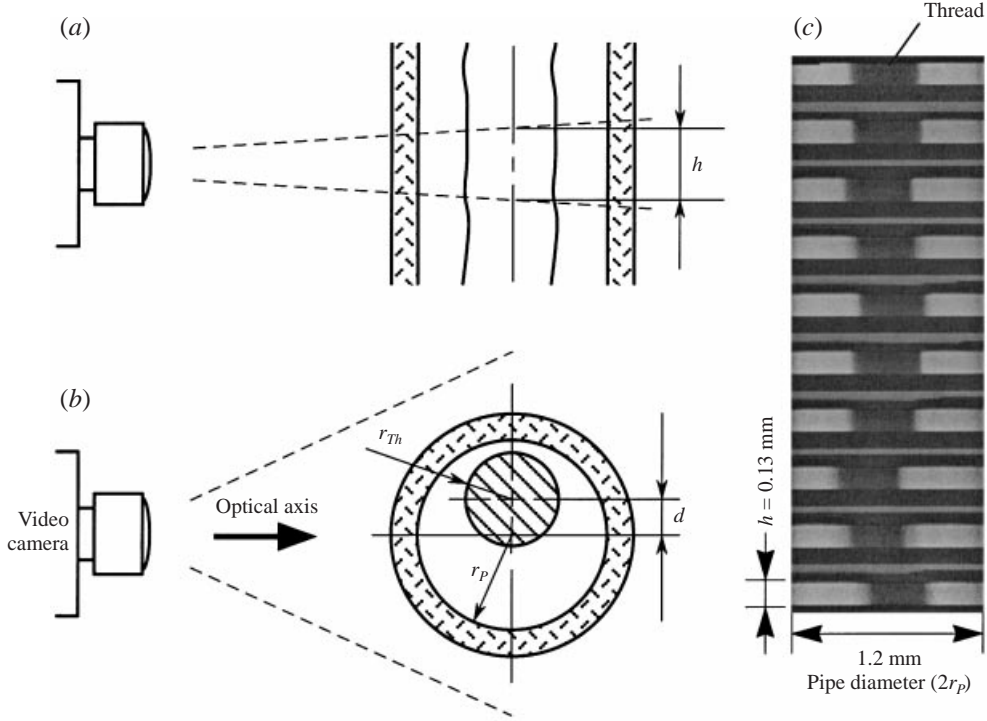 (a)
h
(b)
r_Th
Optical axis
Video
camera
d
r_P
(c)
Thread
h = 0.13 mm
1.2 mm
Pipe diameter (2r_P)